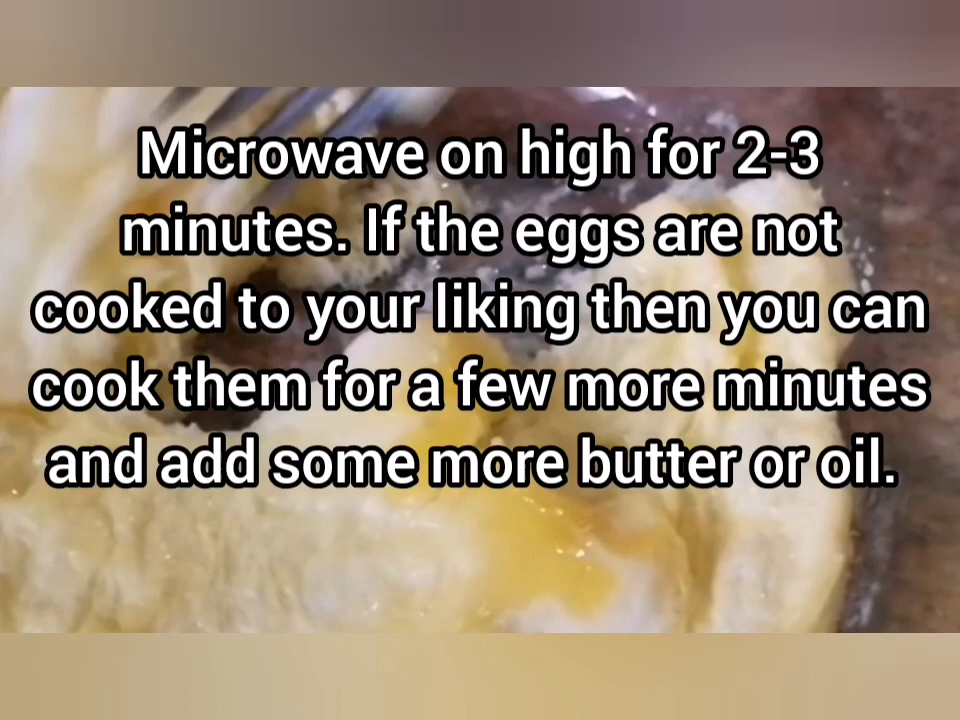 Microwave on high for 2-3
minutes. If the eggs are not
cooked to your liking then you can
cook them for a few more minutes
and add some more butter or oil.